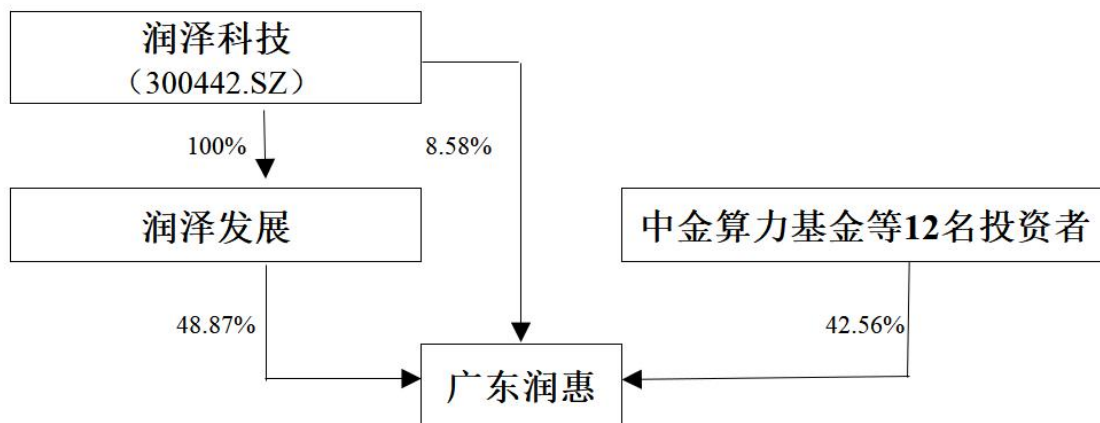 润泽科技
（300442.SZ）
100%
8.58%
润泽发展
中金算力基金等12名投资者
48.87%
42.56%
广东润惠